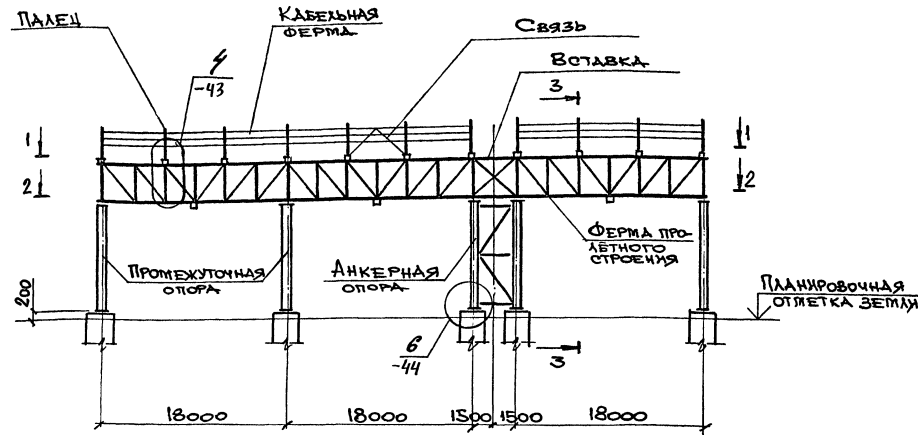 ПАЛЕЦ
КАБЕЛЬНАЯ
ФЕРМА
СВЯЗЬ
ВСТАВКА
4
-43
3
1
1
2
2
ФЕРМА ПРО-
ЛЁТНОГО
СТРОЕНИЯ
ПРОМЕЖУТОЧНАЯ
ОПОРА
АНКЕРНАЯ
ОПОРА
ПЛАНИРОВОЧНАЯ
ОТМЕТКА ЗЕМЛИ
200
6
-44
3
18000
18000
1500
1500
18000